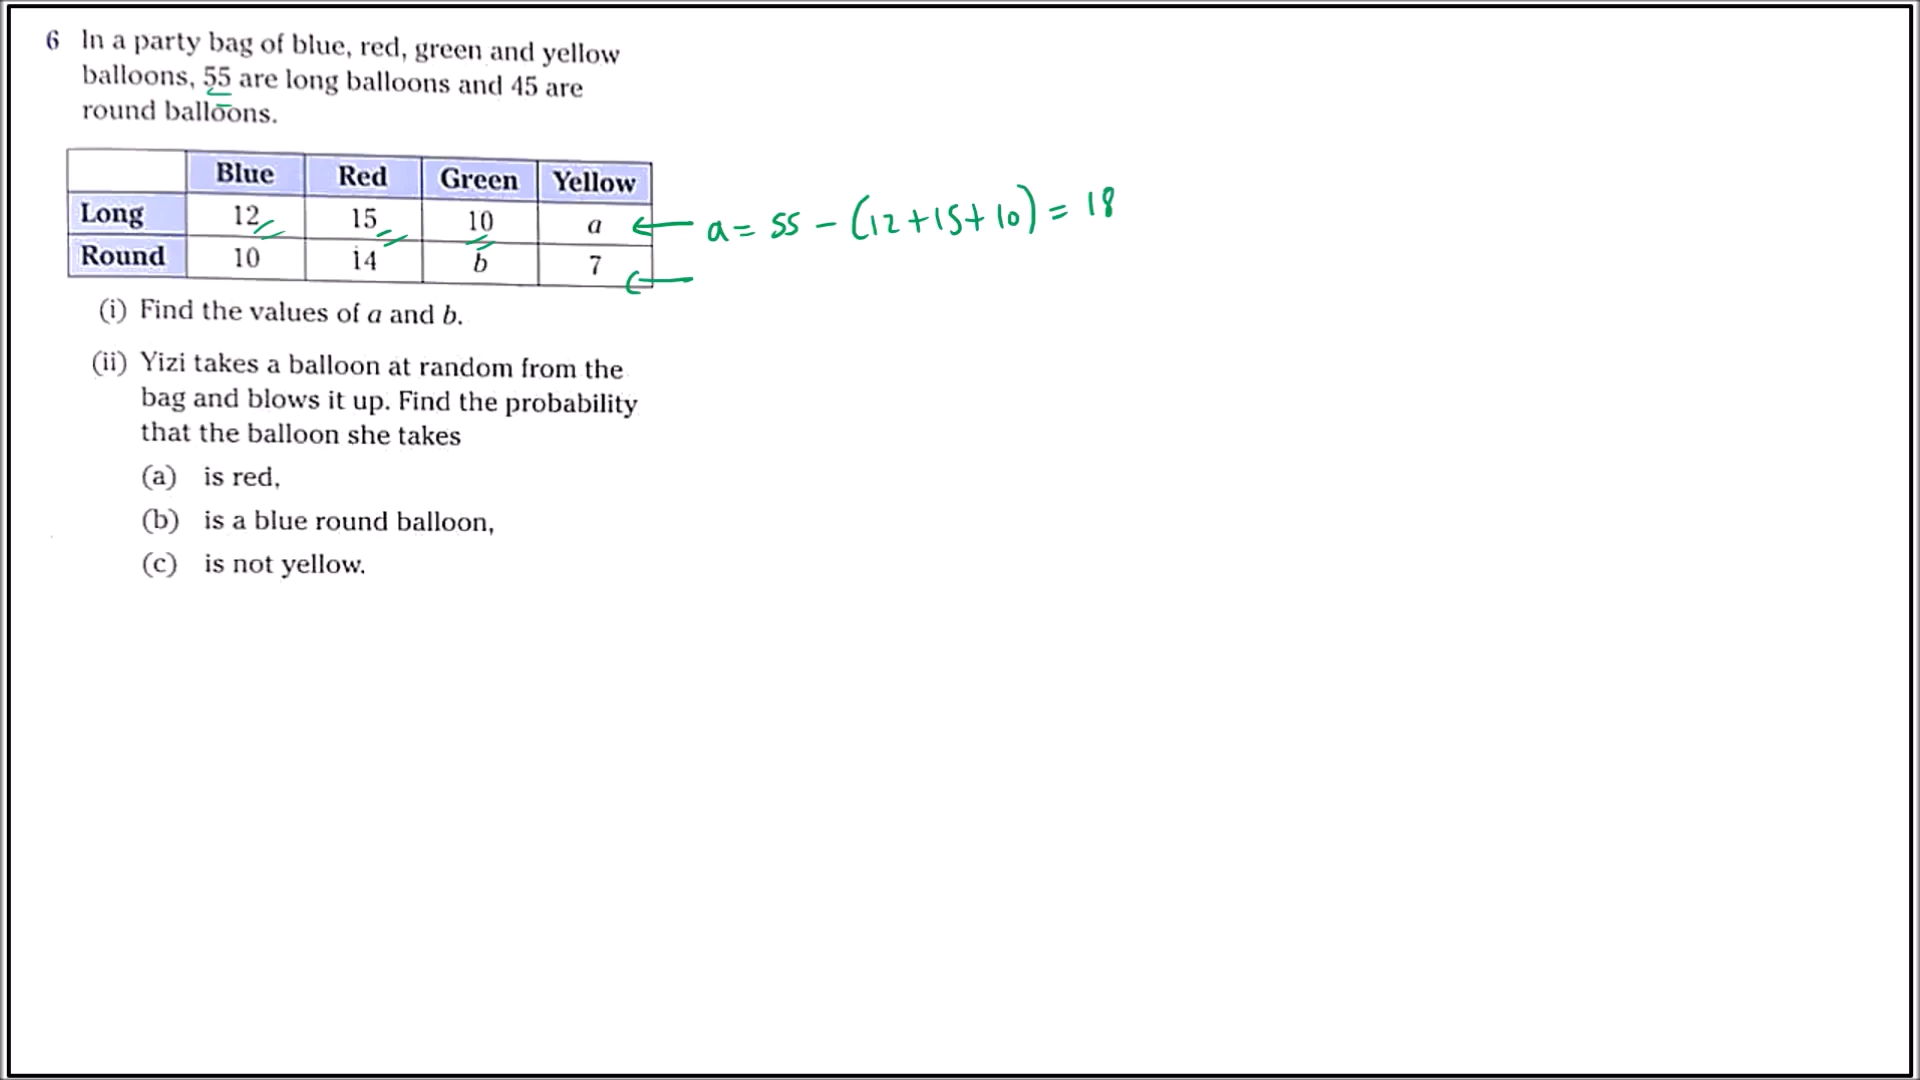 6 In a party bag of blue, red, green and yellow
balloons, 55 are long balloons and 45 are
round balloons.
Blue Red Green Yellow
Long 12 15 10 a ← a = 55 - (12+15+10) = 18
Round 10 14 b 7 ←
(i) Find the values of a and b.
(ii) Yizi takes a balloon at random from the
bag and blows it up. Find the probability
that the balloon she takes
(a) is red,
(b) is a blue round balloon,
(c) is not yellow.